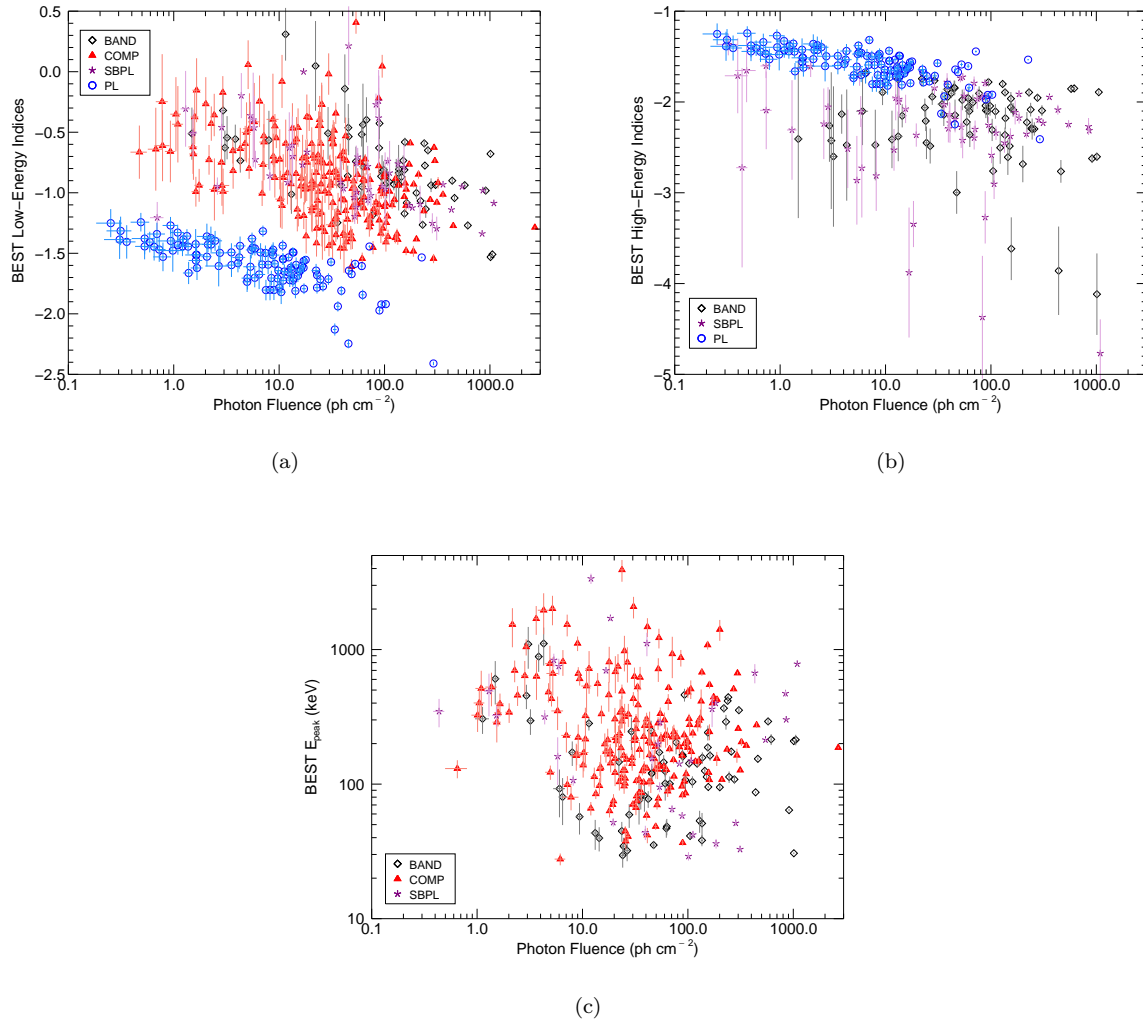 BAND
COMP
SBPL
PL
0.5
0.0
−0.5
−1.0
−1.5
−2.0
−2.5
BEST Low−Energy Indices
0.1 1.0 10.0 100.0 1000.0
Photon Fluence (ph cm−2)
(a)
−1
−2
−3
−4
−5
BEST High−Energy Indices
BAND
SBPL
PL
0.1 1.0 10.0 100.0 1000.0
Photon Fluence (ph cm−2)
(b)
1000
100
10
BEST Epeak (keV)
BAND
COMP
SBPL
0.1 1.0 10.0 100.0 1000.0
Photon Fluence (ph cm−2)
(c)